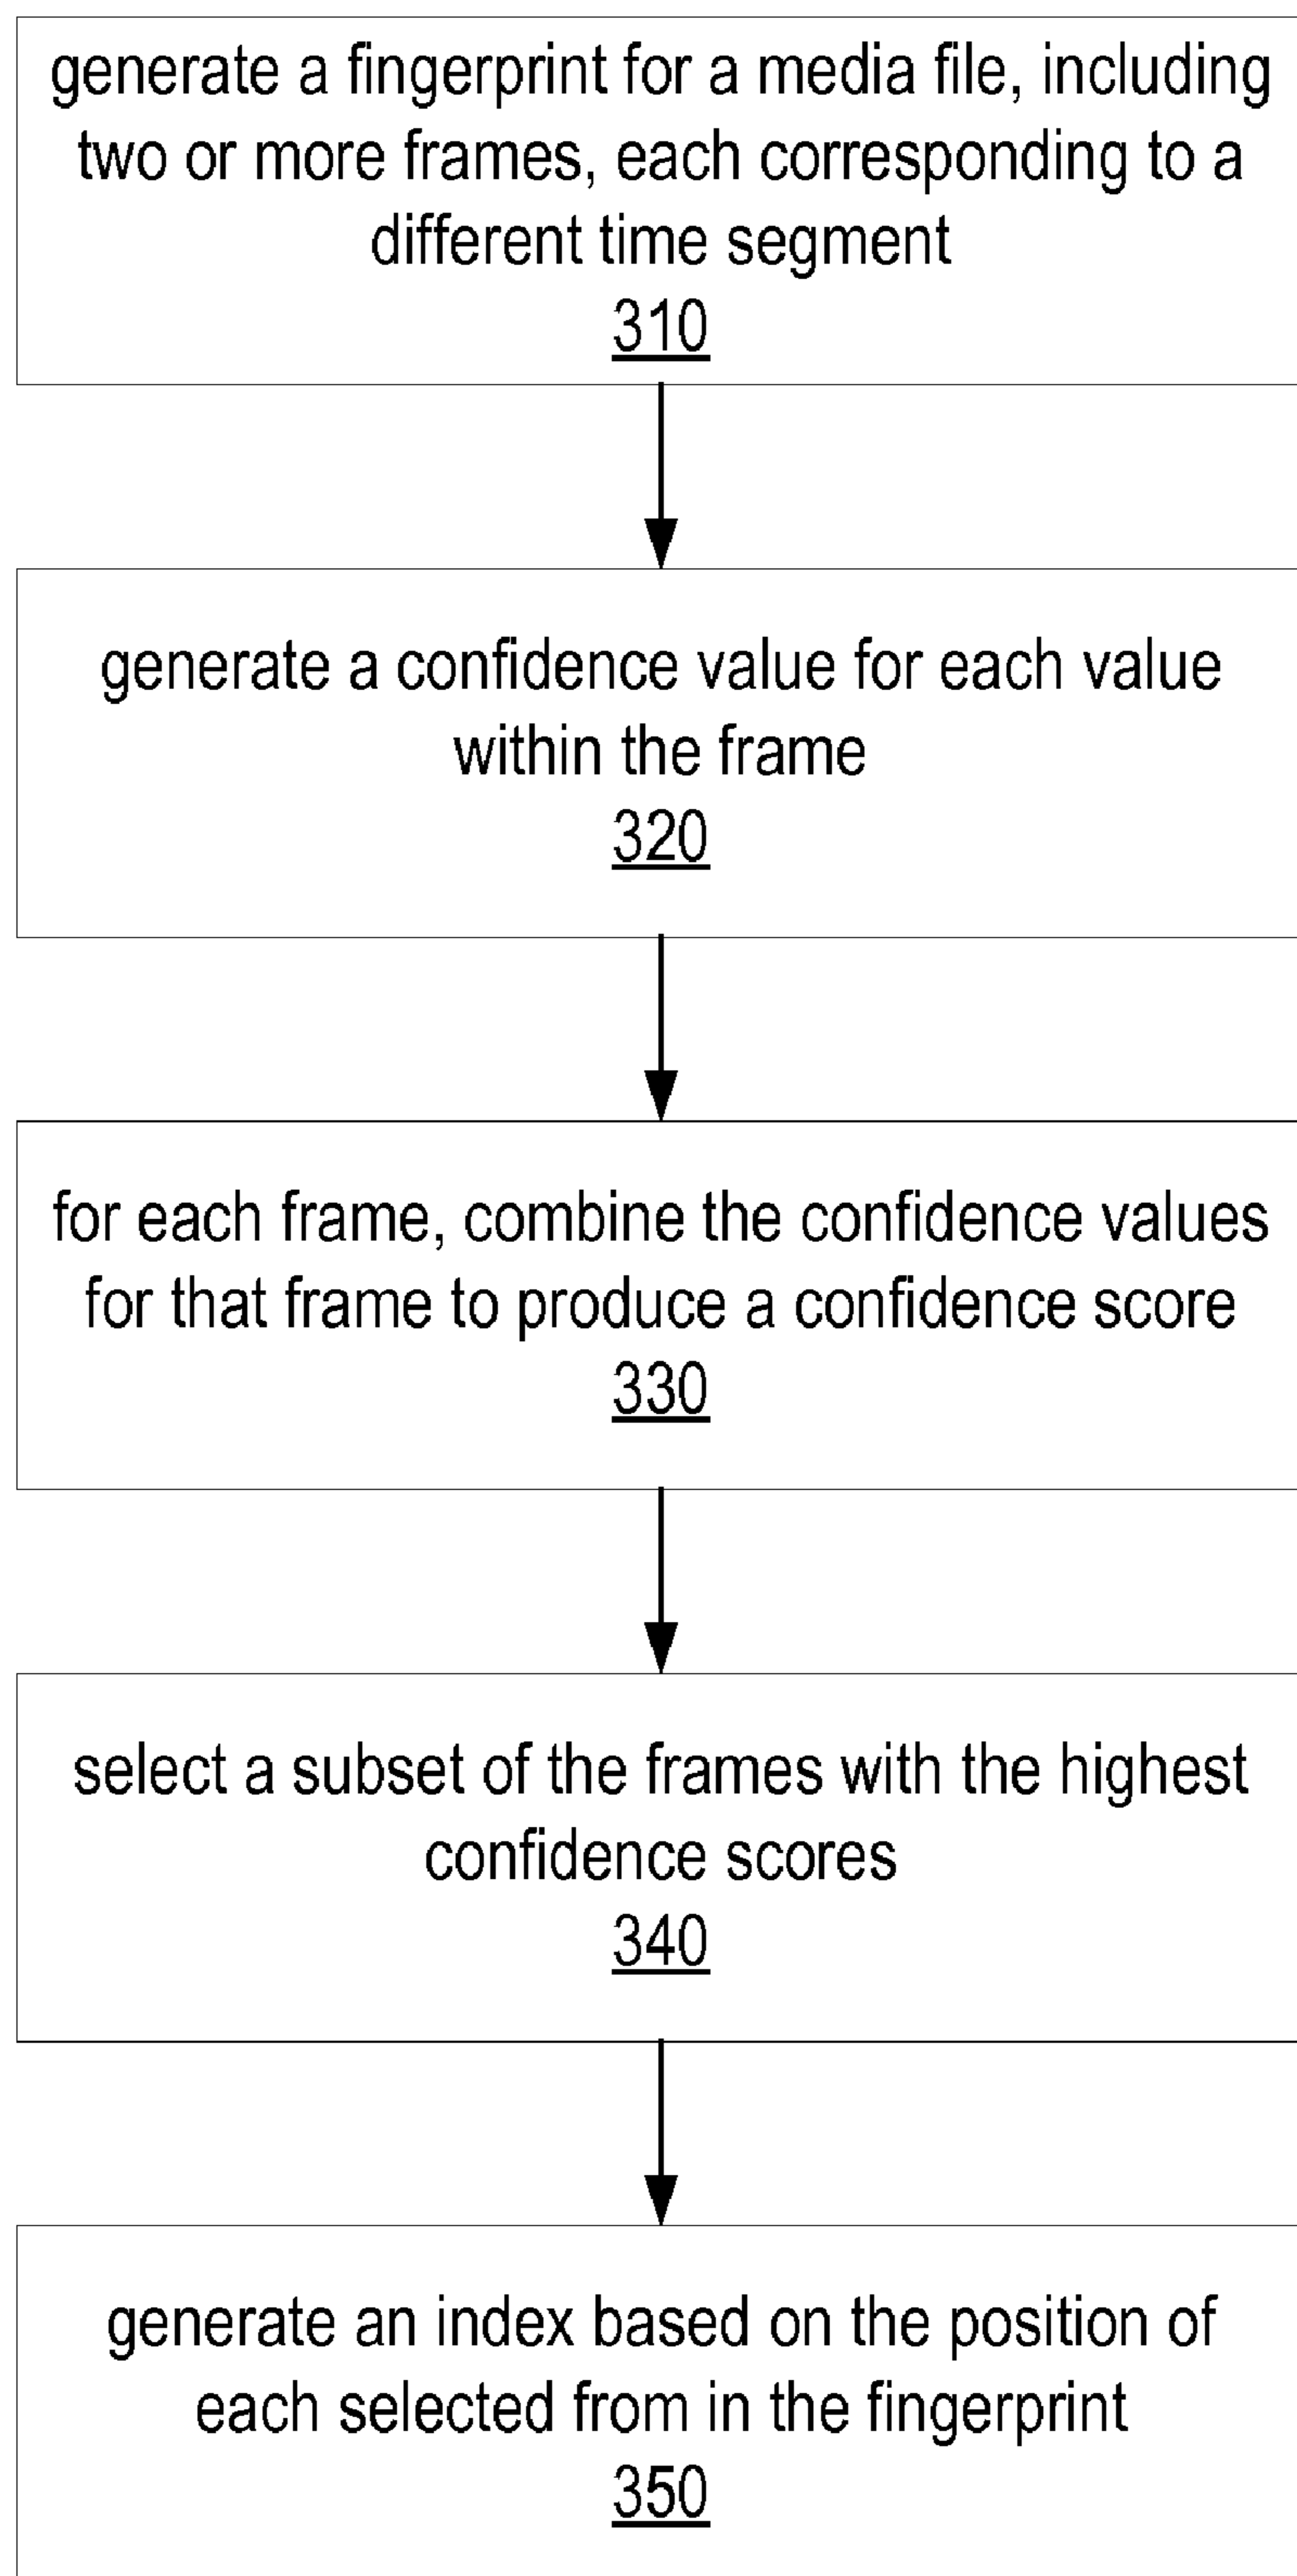 generate a fingerprint for a media file, including
two or more frames, each corresponding to a
different time segment
310
generate a confidence value for each value
within the frame
320
for each frame, combine the confidence values
for that frame to produce a confidence score
330
select a subset of the frames with the highest
confidence scores
340
generate an index based on the position of
each selected from in the fingerprint
350